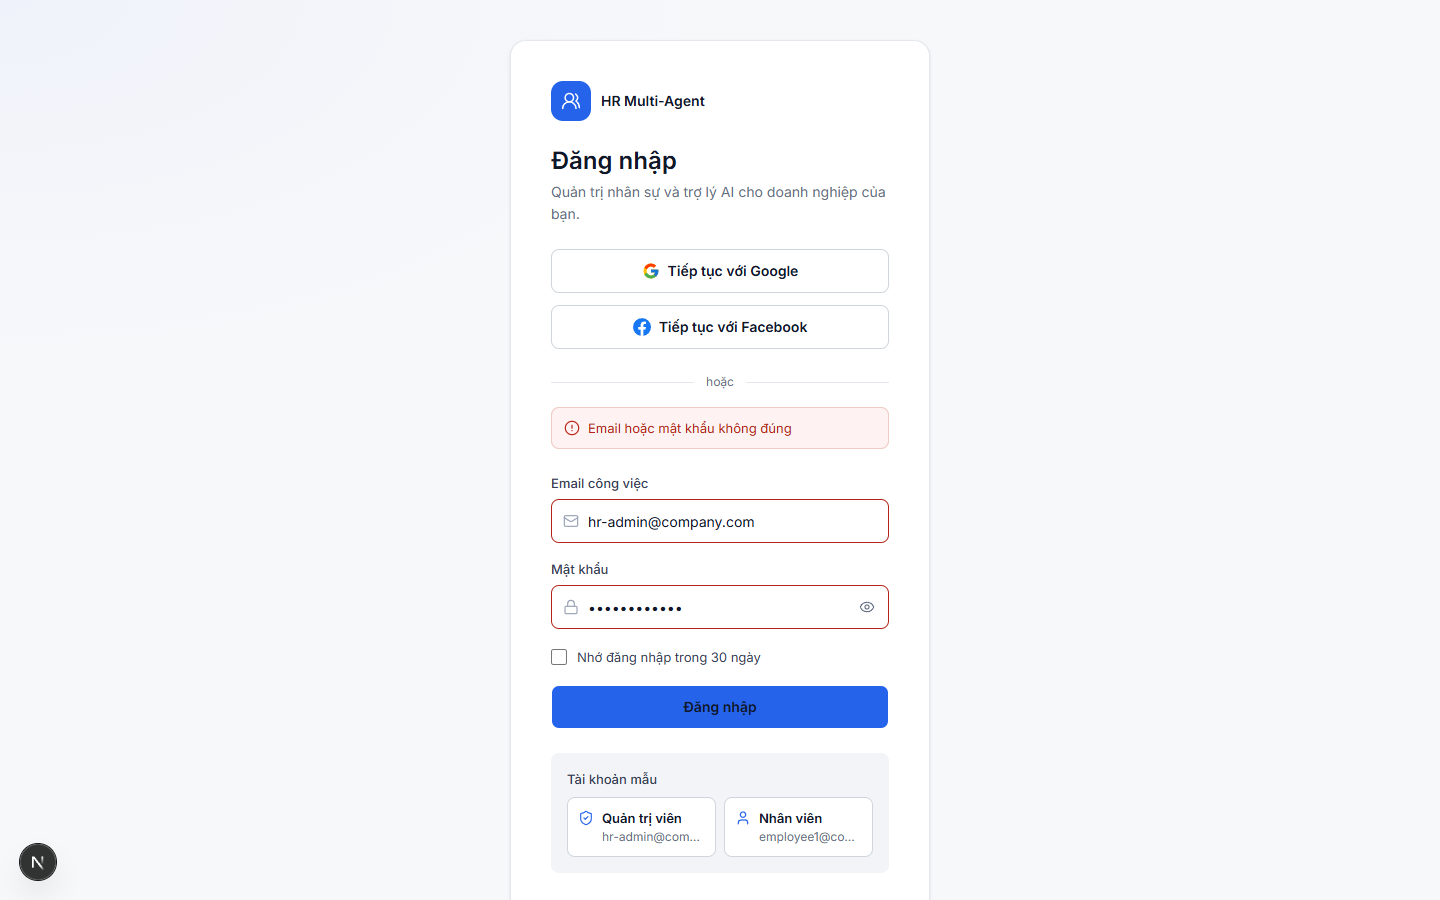 HR Multi-Agent
Đăng nhập
Quản trị nhân sự và trợ lý AI cho doanh nghiệp của
bạn.
Tiếp tục với Google
Tiếp tục với Facebook
hoặc
Email hoặc mật khẩu không đúng
Email công việc
hr-admin@company.com
Mật khẩu
••••••••••••
Nhớ đăng nhập trong 30 ngày
Đăng nhập
Tài khoản mẫu
Quản trị viên
hr-admin@com...
Nhân viên
employee1@co...
N